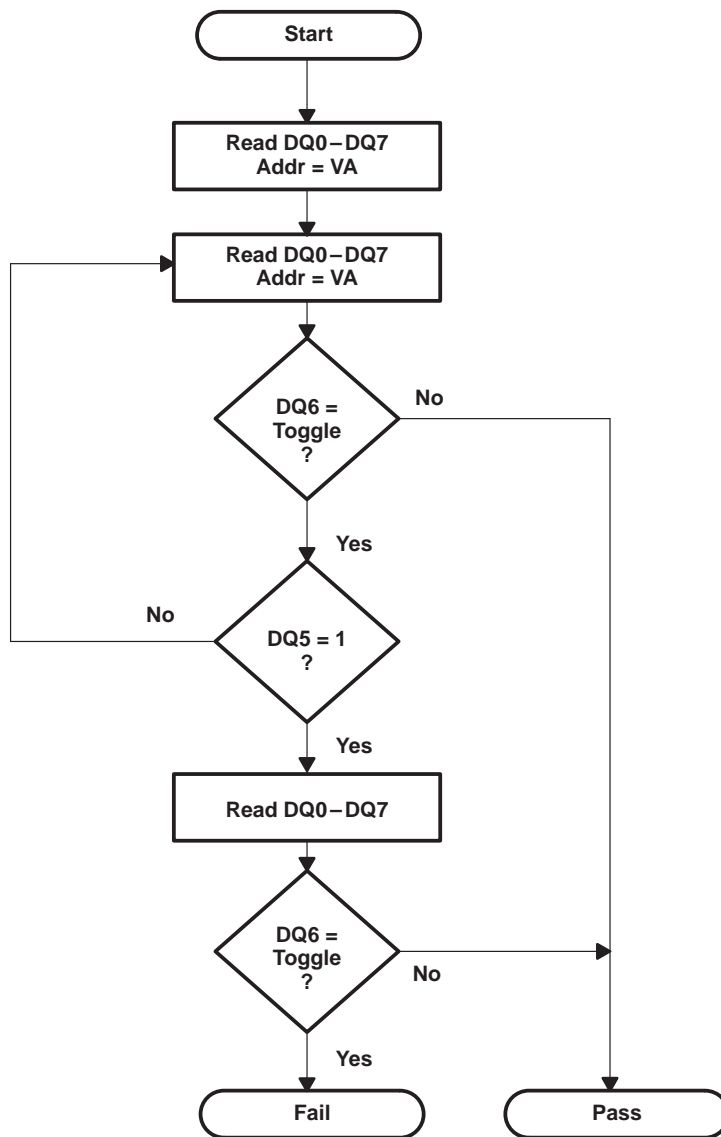 Start
Read DQ0–DQ7
Addr = VA
Read DQ0–DQ7
Addr = VA
DQ6 =
Toggle
?
No
Yes
No
DQ5 = 1
?
Yes
Read DQ0–DQ7
DQ6 =
Toggle
?
No
Yes
Fail
Pass